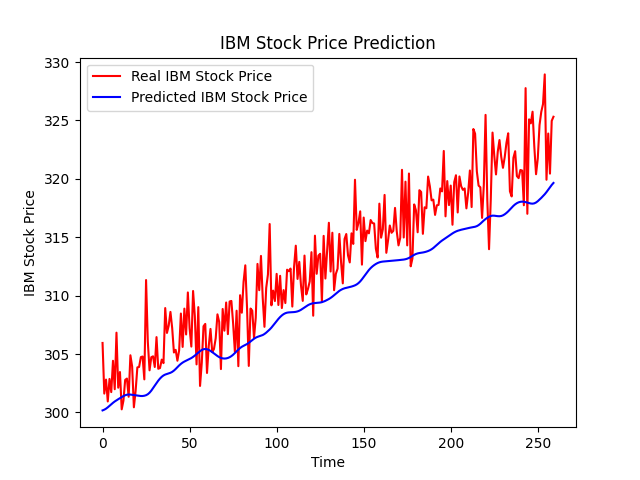 IBM Stock Price Prediction
Real IBM Stock Price
Predicted IBM Stock Price
330
325
320
315
310
305
300
IBM Stock Price
0
50
100
150
200
250
Time